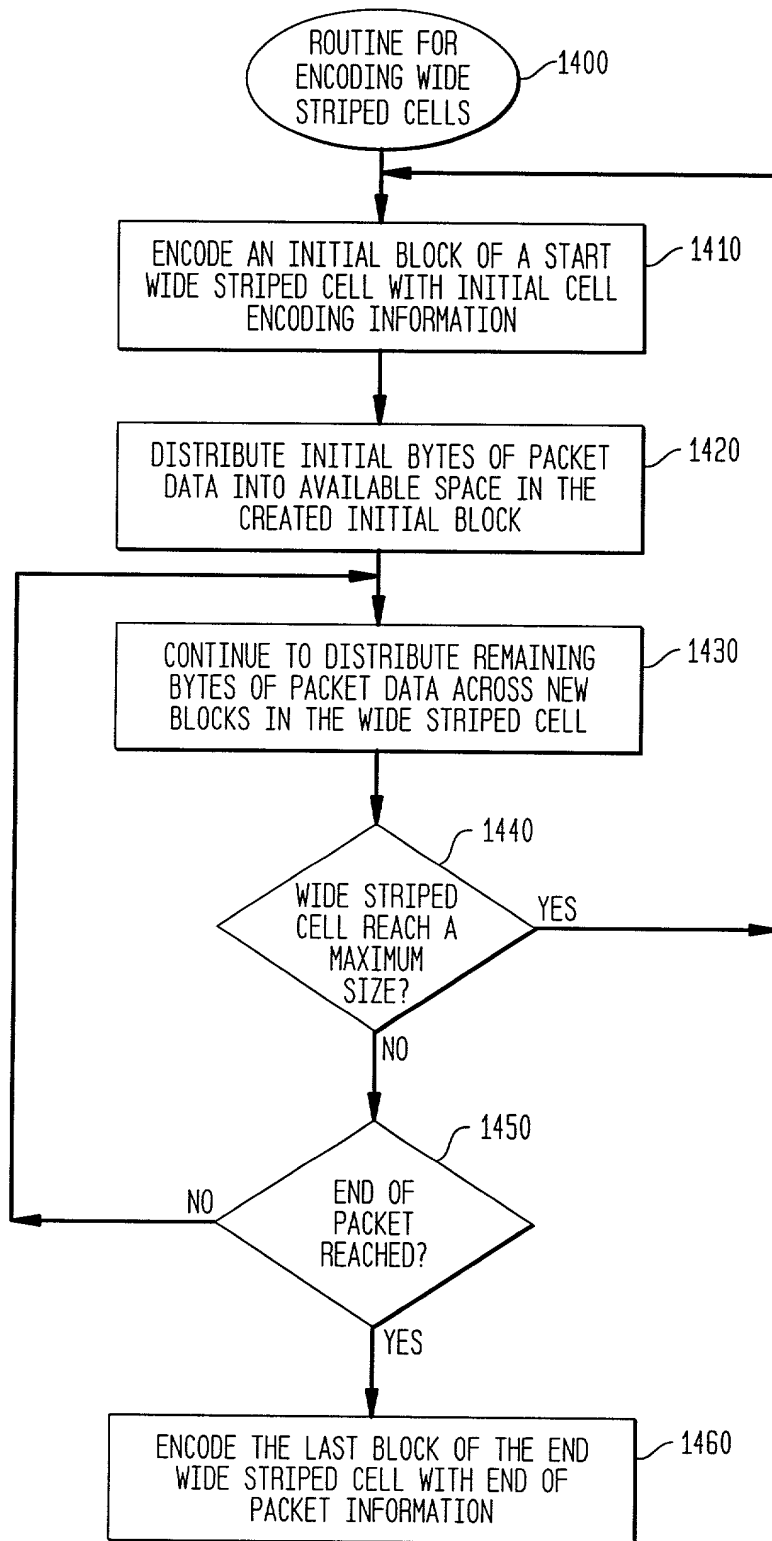 ROUTINE FOR
ENCODING WIDE
STRIPED CELLS
1400
ENCODE AN INITIAL BLOCK OF A START
WIDE STRIPED CELL WITH INITIAL CELL
ENCODING INFORMATION
1410
DISTRIBUTE INITIAL BYTES OF PACKET
DATA INTO AVAILABLE SPACE IN THE
CREATED INITIAL BLOCK
1420
CONTINUE TO DISTRIBUTE REMAINING
BYTES OF PACKET DATA ACROSS NEW
BLOCKS IN THE WIDE STRIPED CELL
1430
1440
WIDE STRIPED
CELL REACH A
MAXIMUM
SIZE?
YES
NO
1450
END OF
PACKET
REACHED?
NO
YES
ENCODE THE LAST BLOCK OF THE END
WIDE STRIPED CELL WITH END OF
PACKET INFORMATION
1460